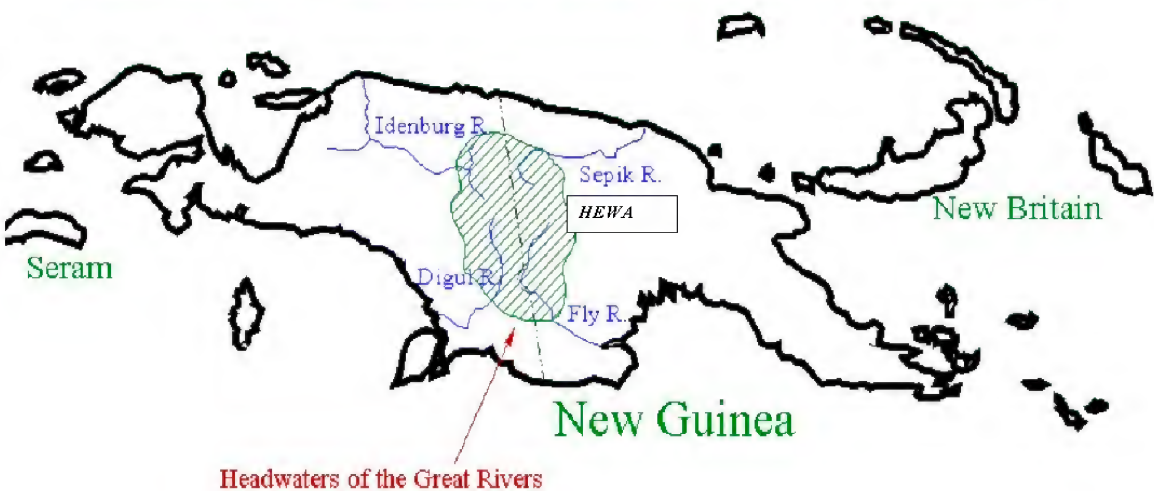 Idenburg R.
Sepik R.
HEWA
New Britain
Seram
Digul R.
Fly R.
New Guinea
Headwaters of the Great Rivers